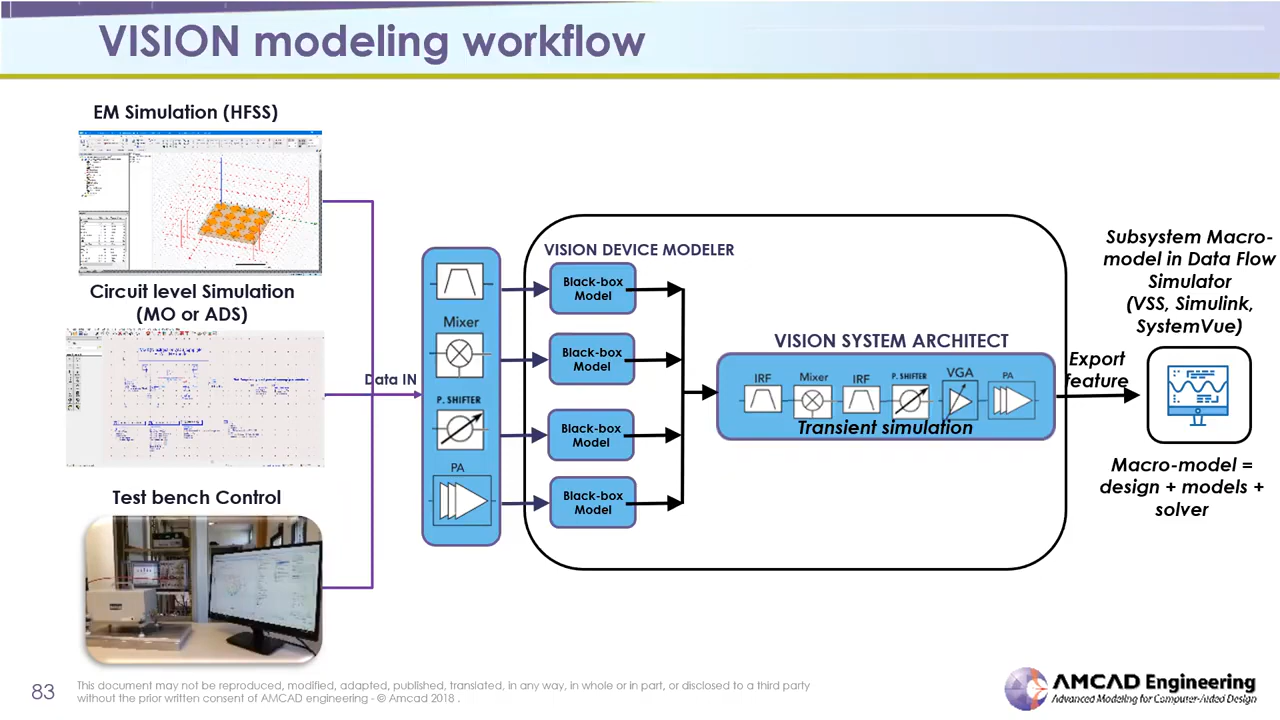 VISION modeling workflow
EM Simulation (HFSS)
Circuit level Simulation
(MO or ADS)
Test bench Control
Data IN
Mixer
P. SHIFTER
PA
VISION DEVICE MODELER
Black-box
Model
Black-box
Model
Black-box
Model
Black-box
Model
VISION SYSTEM ARCHITECT
IRF
Mixer
IRF
P. SHIFTER
VGA
PA
Transient simulation
Export
feature
Subsystem Macro-
model in Data Flow
Simulator
(VSS, Simulink,
SystemVue)
Macro-model =
design + models +
solver
83
This document may not be reproduced, modified, adapted, published, translated, in any way, in whole or in part, or disclosed to a third party
without the prior written consent of AMCAD engineering - © Amcad 2018 .
AMCAD Engineering
Advanced Modeling for Computer-Aided Design